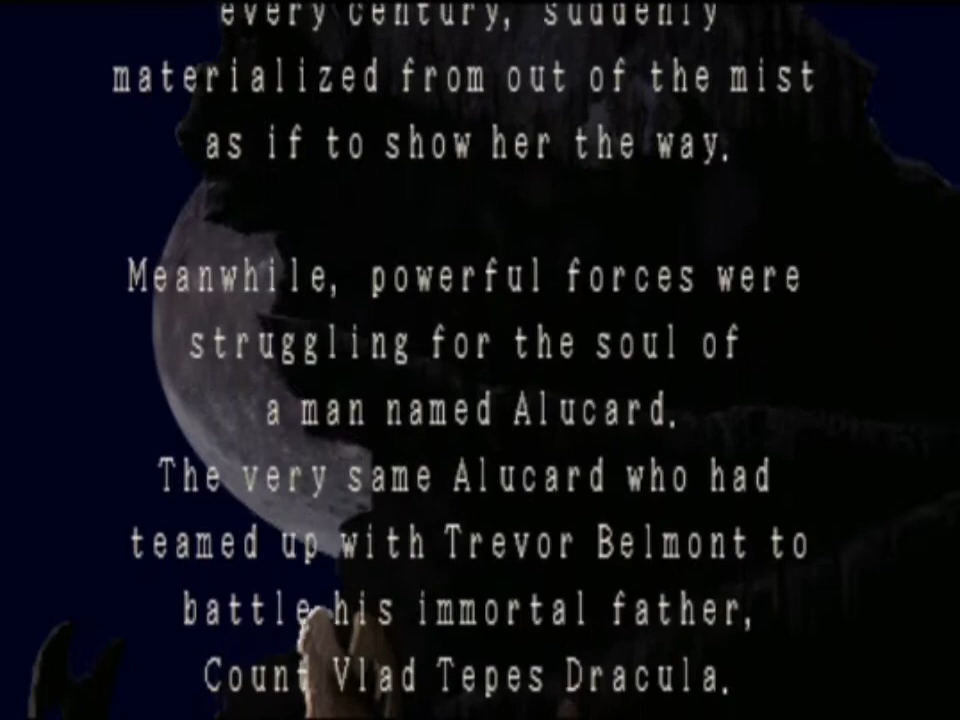 every century, suddenly
materialized from out of the mist
as if to show her the way.
Meanwhile, powerful forces were
struggling for the soul of
a man named Alucard.
The very same Alucard who had
teamed up with Trevor Belmont to
battle his immortal father,
Count Vlad Tepes Dracula.